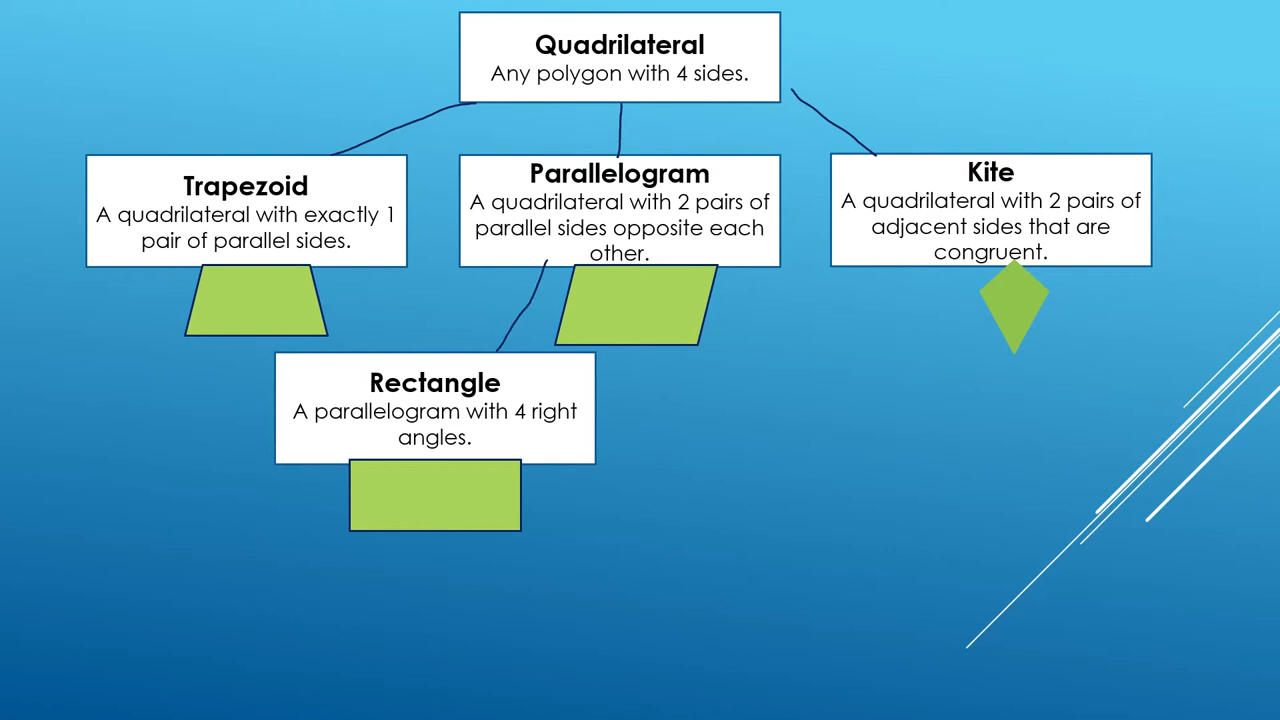 Quadrilateral
Any polygon with 4 sides.
Trapezoid
A quadrilateral with exactly 1
pair of parallel sides.
Parallelogram
A quadrilateral with 2 pairs of
parallel sides opposite each
other.
Kite
A quadrilateral with 2 pairs of
adjacent sides that are
congruent.
Rectangle
A parallelogram with 4 right
angles.